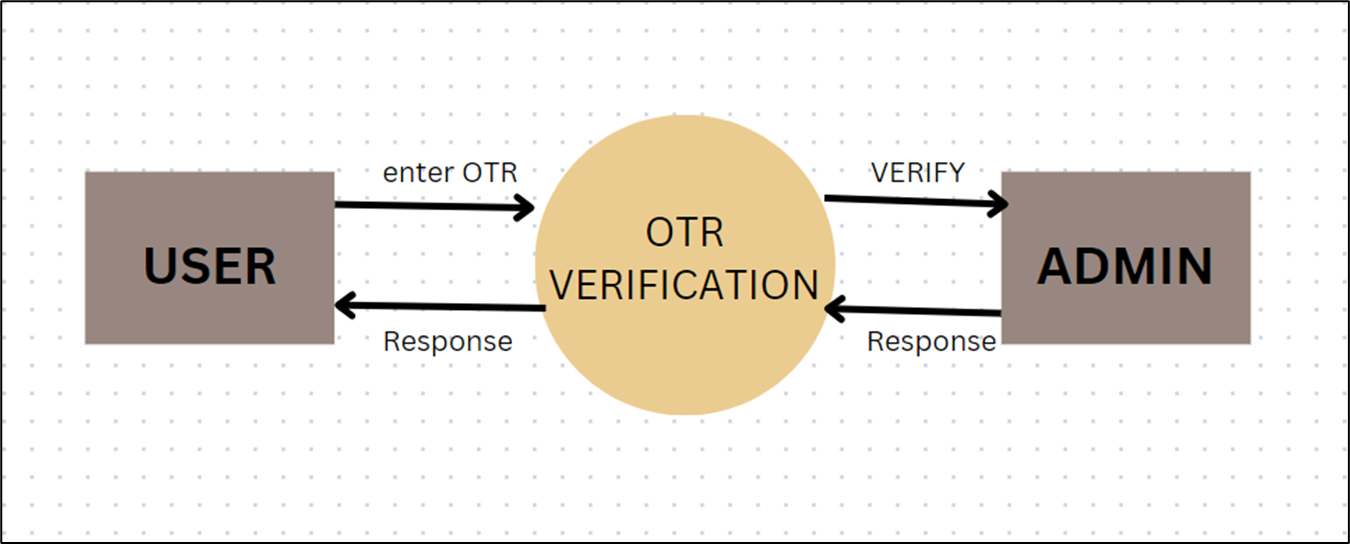 enter OTR
VERIFY
USER
OTR
VERIFICATION
ADMIN
Response
Response